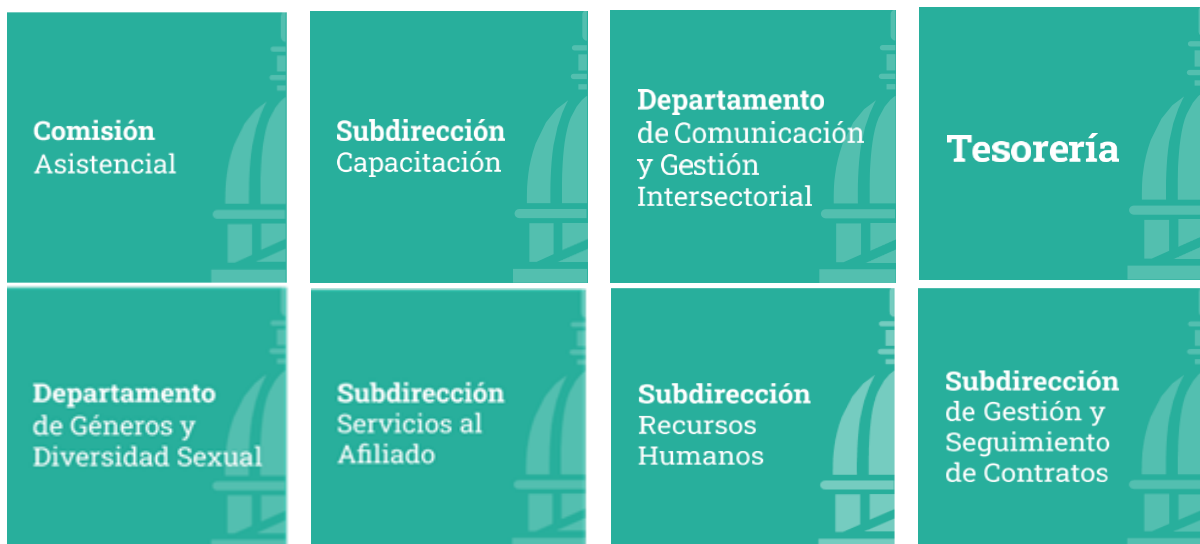 Comisión
Asistencial
Subdirección
Capacitación
Departamento
de Comunicación
y Gestión
Intersectorial
Tesorería
Departamento
de Géneros y
Diversidad Sexual
Subdirección
Servicios al
Afiliado
Subdirección
Recursos
Humanos
Subdirección
de Gestión y
Seguimiento
de Contratos